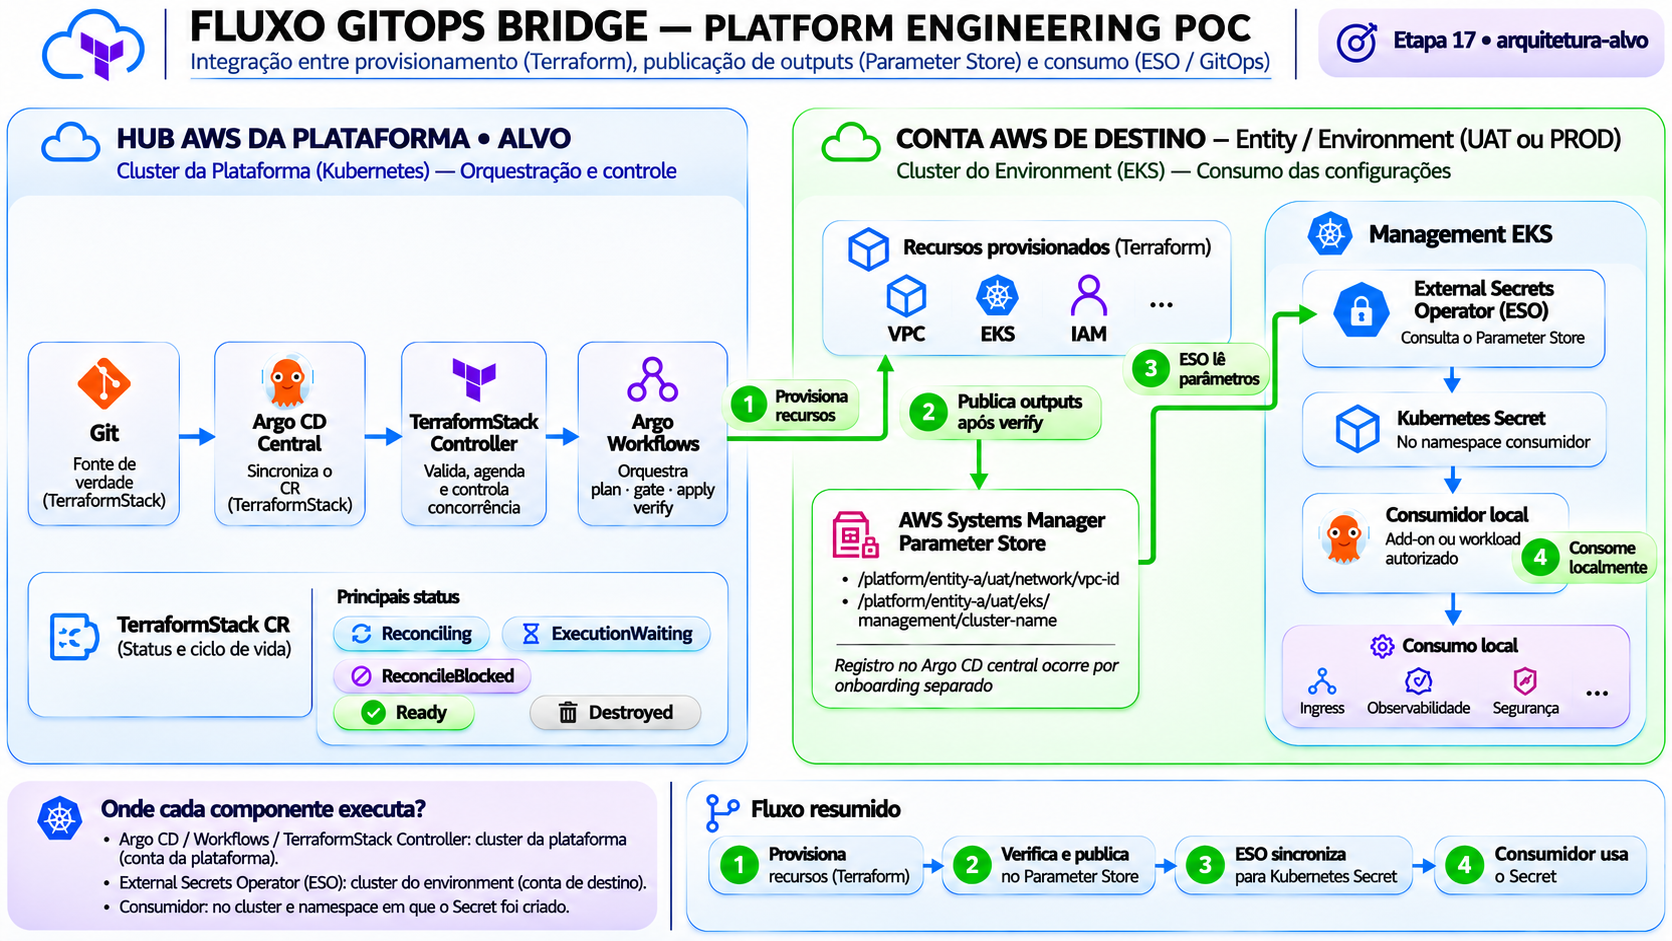 FLUXO GITOPS BRIDGE — PLATFORM ENGINEERING POC
Integração entre provisionamento (Terraform), publicação de outputs (Parameter Store) e consumo (ESO / GitOps)
Etapa 17 • arquitetura-alvo
HUB AWS DA PLATAFORMA • ALVO
Cluster da Plataforma (Kubernetes) — Orquestração e controle
Git
Fonte de
verdade
(TerraformStack)
Argo CD
Central
Sincroniza o
CR
(TerraformStack)
TerraformStack
Controller
Valida, agenda
e controla
concorrência
Argo
Workflows
Orquestra
plan · gate · apply
verify
TerraformStack CR
(Status e ciclo de vida)
Principais status
Reconciling
ExecutionWaiting
ReconcileBlocked
Ready
Destroyed
1 Provisiona
recursos
CONTA AWS DE DESTINO – Entity / Environment (UAT ou PROD)
Cluster do Environment (EKS) — Consumo das configurações
Recursos provisionados (Terraform)
VPC
EKS
IAM
...
2 Publica outputs
após verify
3 ESO lê
parâmetros
AWS Systems Manager
Parameter Store
• /platform/entity-a/uat/network/vpc-id
• /platform/entity-a/uat/eks/
management/cluster-name
Registro no Argo CD central ocorre por
onboarding separado
Management EKS
External Secrets
Operator (ESO)
Consulta o Parameter Store
Kubernetes Secret
No namespace consumidor
Consumidor local
Add-on ou workload
autorizado
4 Consome
localmente
Consumo local
Ingress
Observabilidade
Segurança
...
Onde cada componente executa?
• Argo CD / Workflows / TerraformStack Controller: cluster da plataforma
(conta da plataforma).
• External Secrets Operator (ESO): cluster do environment (conta de destino).
• Consumidor: no cluster e namespace em que o Secret foi criado.
Fluxo resumido
1 Provisiona
recursos (Terraform)
2 Verifica e publica
no Parameter Store
3 ESO sincroniza
para Kubernetes Secret
4 Consumidor usa
o Secret